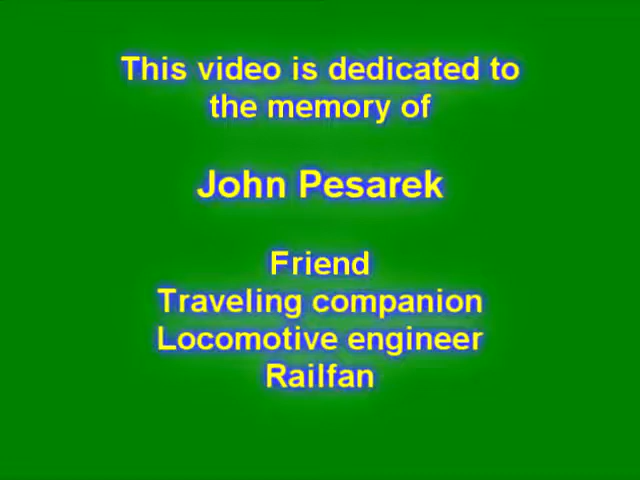 This video is dedicated to
the memory of
John Pesarek
Friend
Traveling companion
Locomotive engineer
Railfan